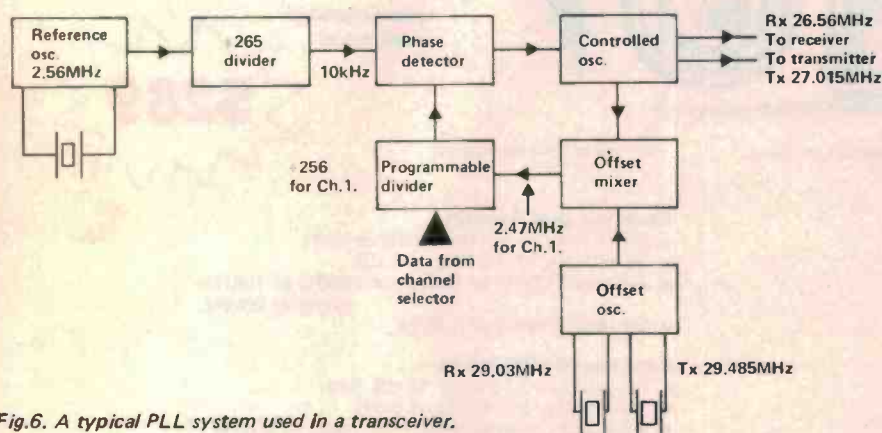 Reference
osc.
2.56MHz
÷265
divider
10kHz
Phase
detector
Controlled
osc.
Rx 26.56MHz
To receiver
To transmitter
Tx 27.015MHz
÷256
for Ch.1.
Programmable
divider
Offset
mixer
2.47MHz
for Ch.1.
Data from
channel
selector
Offset
osc.
Rx 29.03MHz
Tx 29.485MHz
Fig.6. A typical PLL system used in a transceiver.